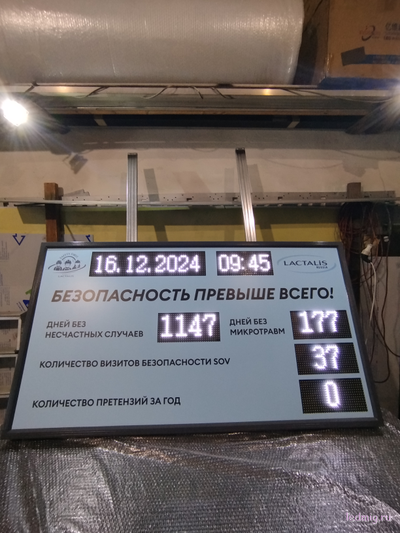 16.12.2024 09:45 LACTALIS
БЕЗОПАСНОСТЬ ПРЕВЫШЕ ВСЕГО!
ДНЕЙ БЕЗ
НЕСЧАСТНЫХ СЛУЧАЕВ
1147
ДНЕЙ БЕЗ
МИКРОТРАВМ
177
КОЛИЧЕСТВО ВИЗИТОВ БЕЗОПАСНОСТИ SOV
37
КОЛИЧЕСТВО ПРЕТЕНЗИЙ ЗА ГОД
0
ledmig.ru